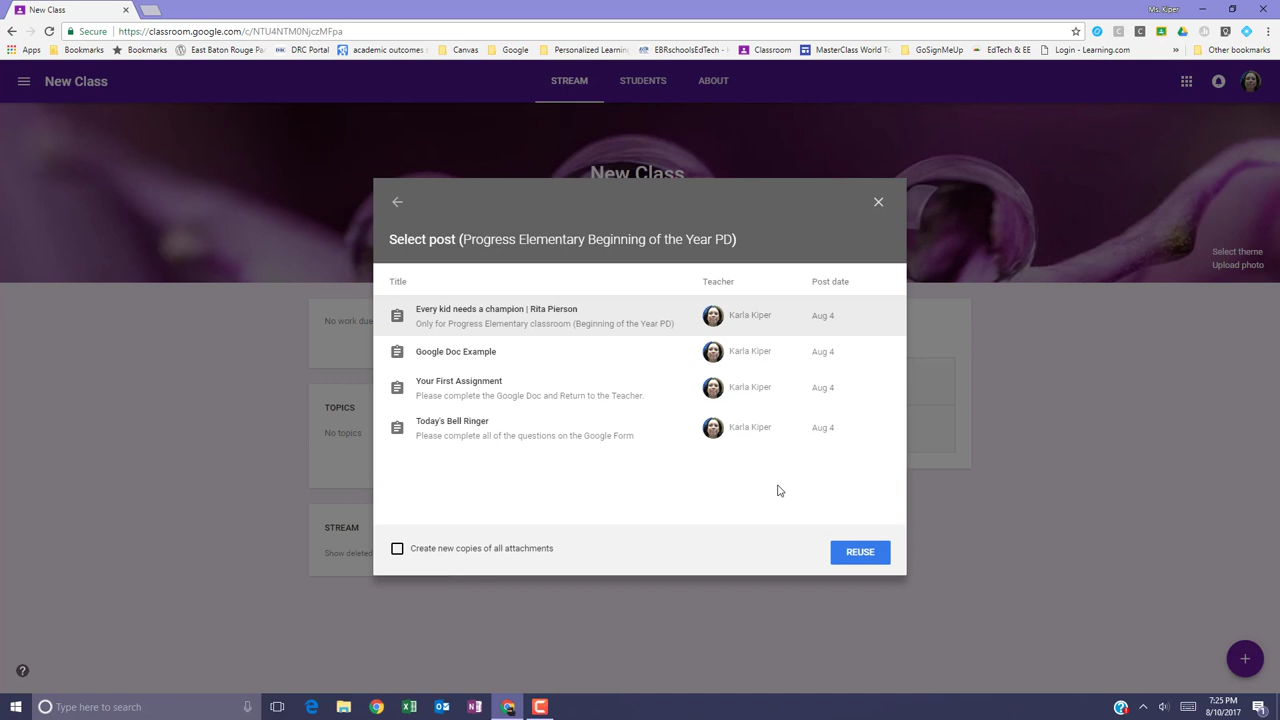 New Class
Ms. Kiper
Secure
https://classroom.google.com/c/NTU4NTM0NjczMFpa
Apps Bookmarks Bookmarks East Baton Rouge Par DRC Portal academic outcomes Canvas Google Personalized Learning EBRschoolsEdTech Classroom MasterClass World To GoSignMeUp EdTech & EE Login - Learning.com » Other bookmarks
New Class STREAM STUDENTS ABOUT
New Class
Select theme
Upload photo
Select post (Progress Elementary Beginning of the Year PD)
Title Teacher Post date
Every kid needs a champion | Rita Pierson Karla Kiper Aug 4
Only for Progress Elementary classroom (Beginning of the Year PD)
Google Doc Example Karla Kiper Aug 4
Your First Assignment Karla Kiper Aug 4
Please complete the Google Doc and Return to the Teacher.
Today's Bell Ringer Karla Kiper Aug 4
Please complete all of the questions on the Google Form
Create new copies of all attachments REUSE
No work due
TOPICS
No topics
STREAM
Show deleted
Type here to search
7:25 PM
8/10/2017